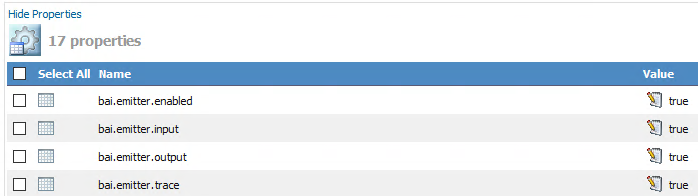 Hide Properties
17 properties
Select All Name Value
bai.emitter.enabled true
bai.emitter.input true
bai.emitter.output true
bai.emitter.trace true